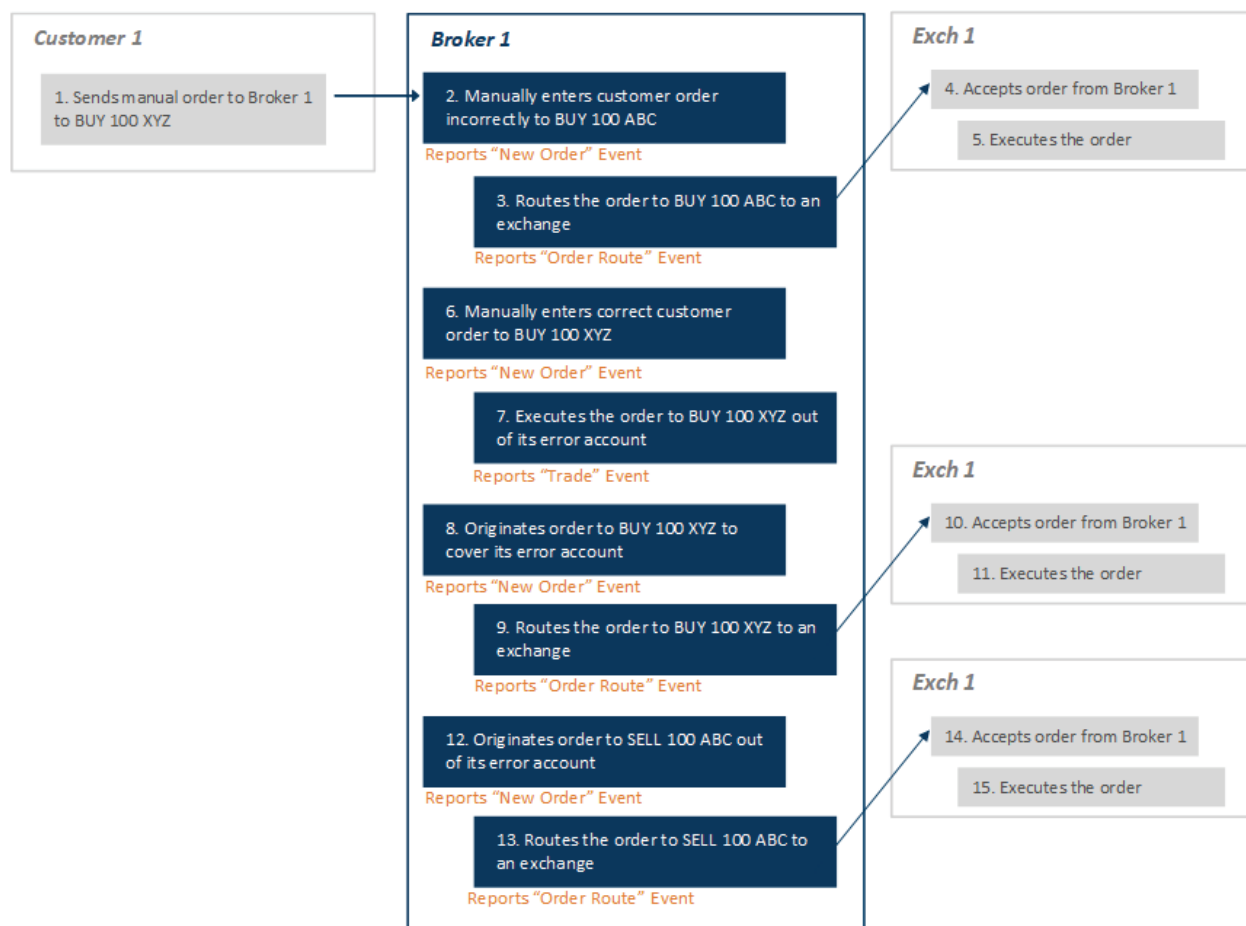 Customer 1
1. Sends manual order to Broker 1
to BUY 100 XYZ
Broker 1
2. Manually enters customer order
incorrectly to BUY 100 ABC
Reports “New Order” Event
3. Routes the order to BUY 100 ABC to an
exchange
Reports “Order Route” Event
Exch 1
4. Accepts order from Broker 1
5. Executes the order
6. Manually enters correct customer
order to BUY 100 XYZ
Reports “New Order” Event
7. Executes the order to BUY 100 XYZ out
of its error account
Reports “Trade” Event
8. Originates order to BUY 100 XYZ to
cover its error account
Reports “New Order” Event
9. Routes the order to BUY 100 XYZ to an
exchange
Reports “Order Route” Event
Exch 1
10. Accepts order from Broker 1
11. Executes the order
12. Originates order to SELL 100 ABC out
of its error account
Reports “New Order” Event
13. Routes the order to SELL 100 ABC to
an exchange
Reports “Order Route” Event
Exch 1
14. Accepts order from Broker 1
15. Executes the order